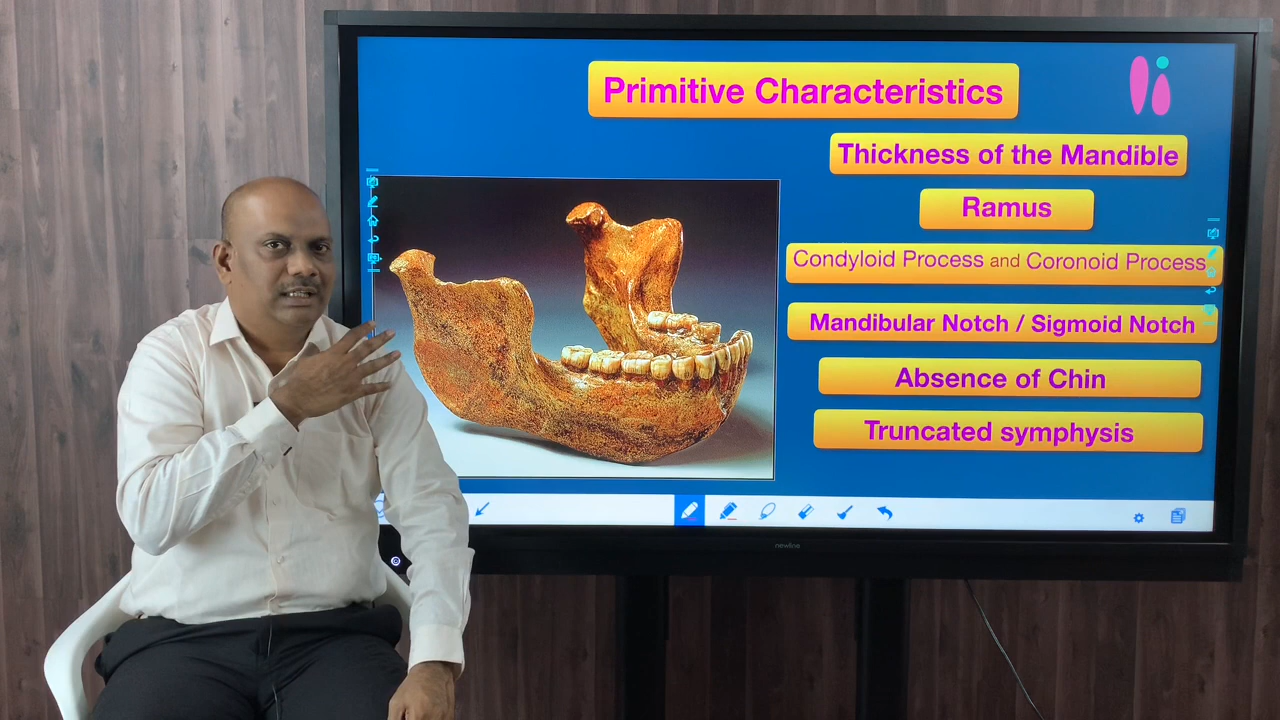 Primitive Characteristics
Thickness of the Mandible
Ramus
Condyloid Process and Coronoid Process
Mandibular Notch / Sigmoid Notch
Absence of Chin
Truncated symphysis
newline